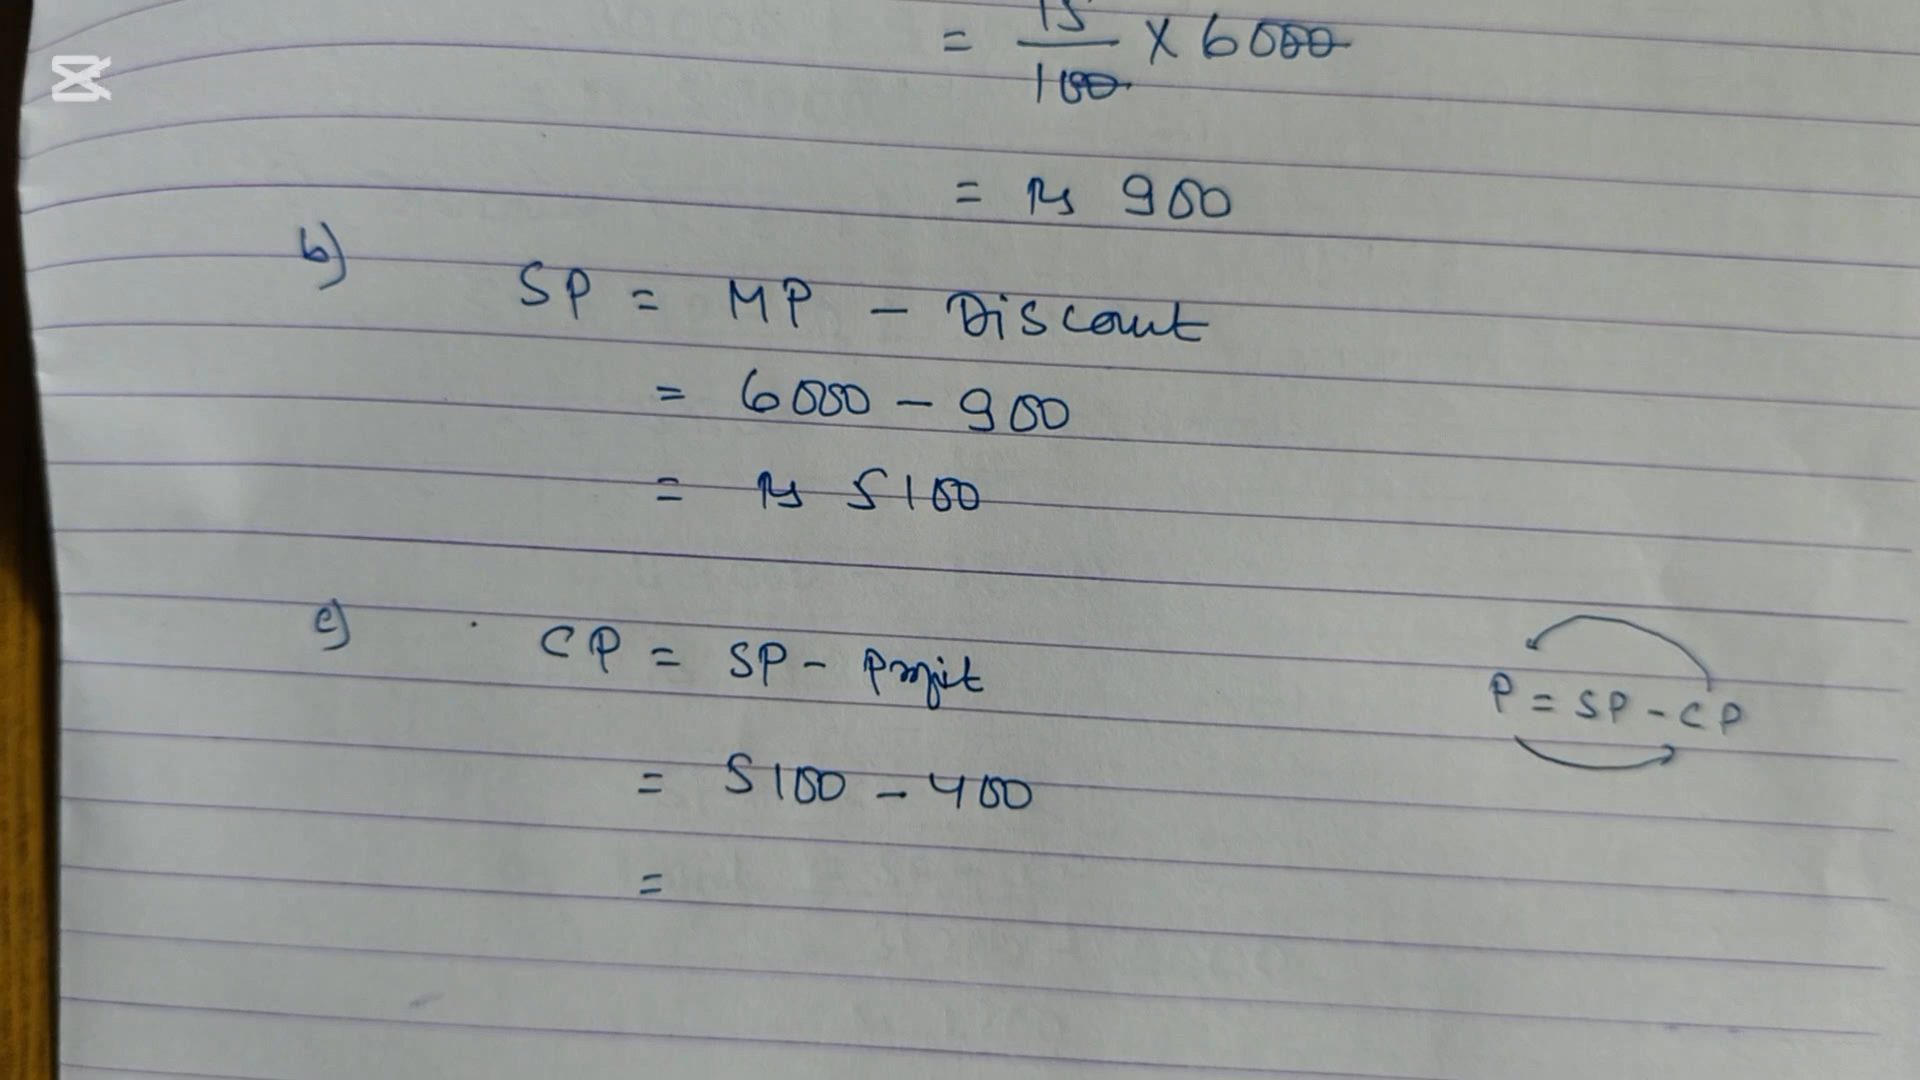 = 15/100 × 6000
= Rs 900
b) SP = MP - Discount
= 6000 - 900
= Rs 5100
c) CP = SP - Profit
P = SP - CP
= 5100 - 400
=